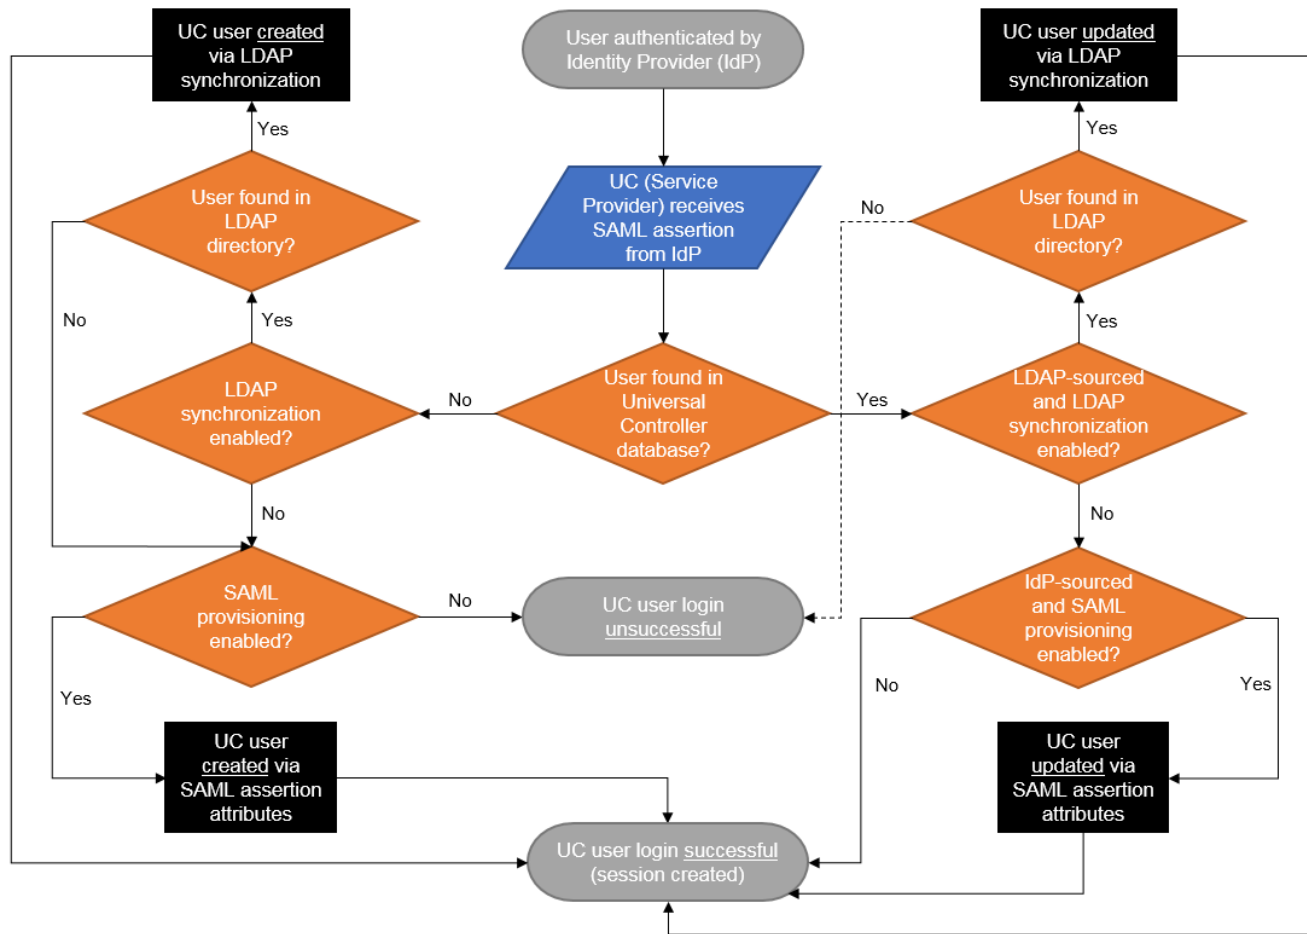 UC user created
via LDAP
synchronization
User authenticated by
Identity Provider (IdP)
UC user updated
via LDAP
synchronization
Yes
Yes
User found in
LDAP
directory?
UC (Service
Provider) receives
SAML assertion
from IdP
No
User found in
LDAP
directory?
No
Yes
Yes
LDAP
synchronization
enabled?
No
User found in
Universal
Controller
database?
Yes
LDAP-sourced
and LDAP
synchronization
enabled?
No
No
SAML
provisioning
enabled?
No
UC user login
unsuccessful
IdP-sourced
and SAML
provisioning
enabled?
Yes
No
Yes
UC user
created via
SAML assertion
attributes
UC user
updated via
SAML assertion
attributes
UC user login successful
(session created)